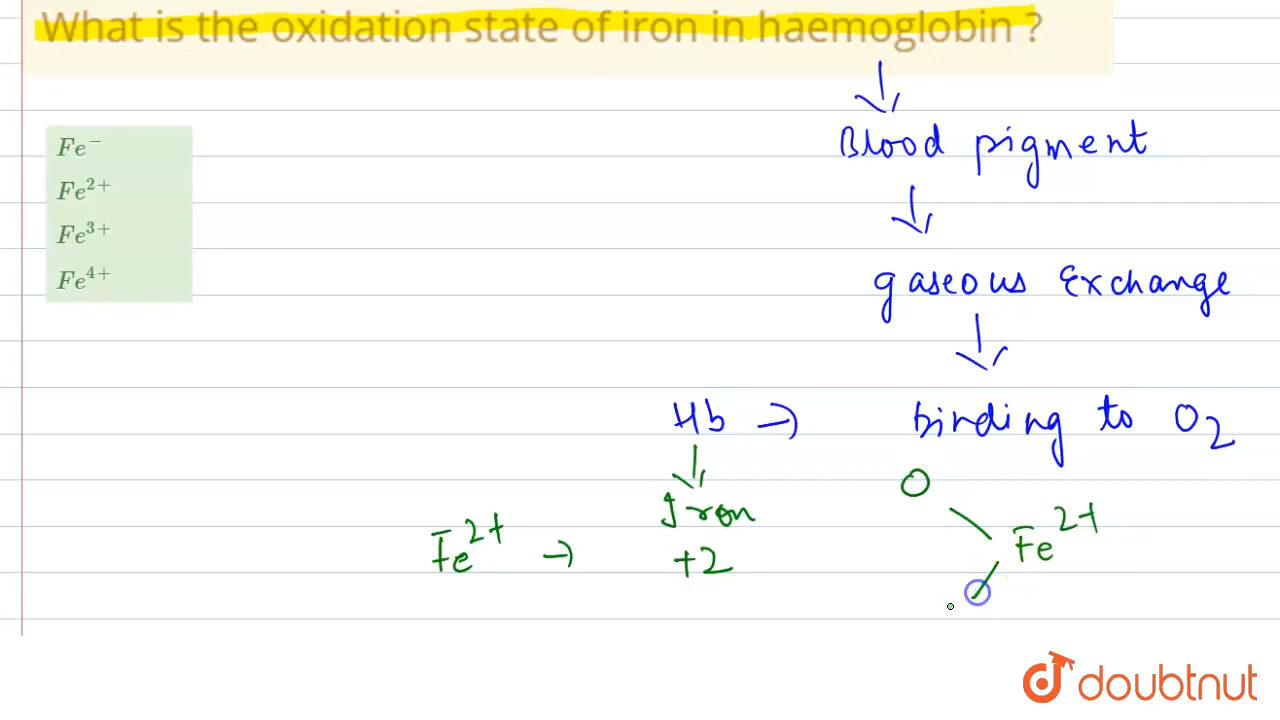 What is the oxidation state of iron in haemoglobin ?
Fe⁻
Fe²⁺
Fe³⁺
Fe⁴⁺
Blood pigment
gaseous Exchange
Hb → binding to O₂
Iron
Fe²⁺ → +2
O Fe²⁺
doubtnut